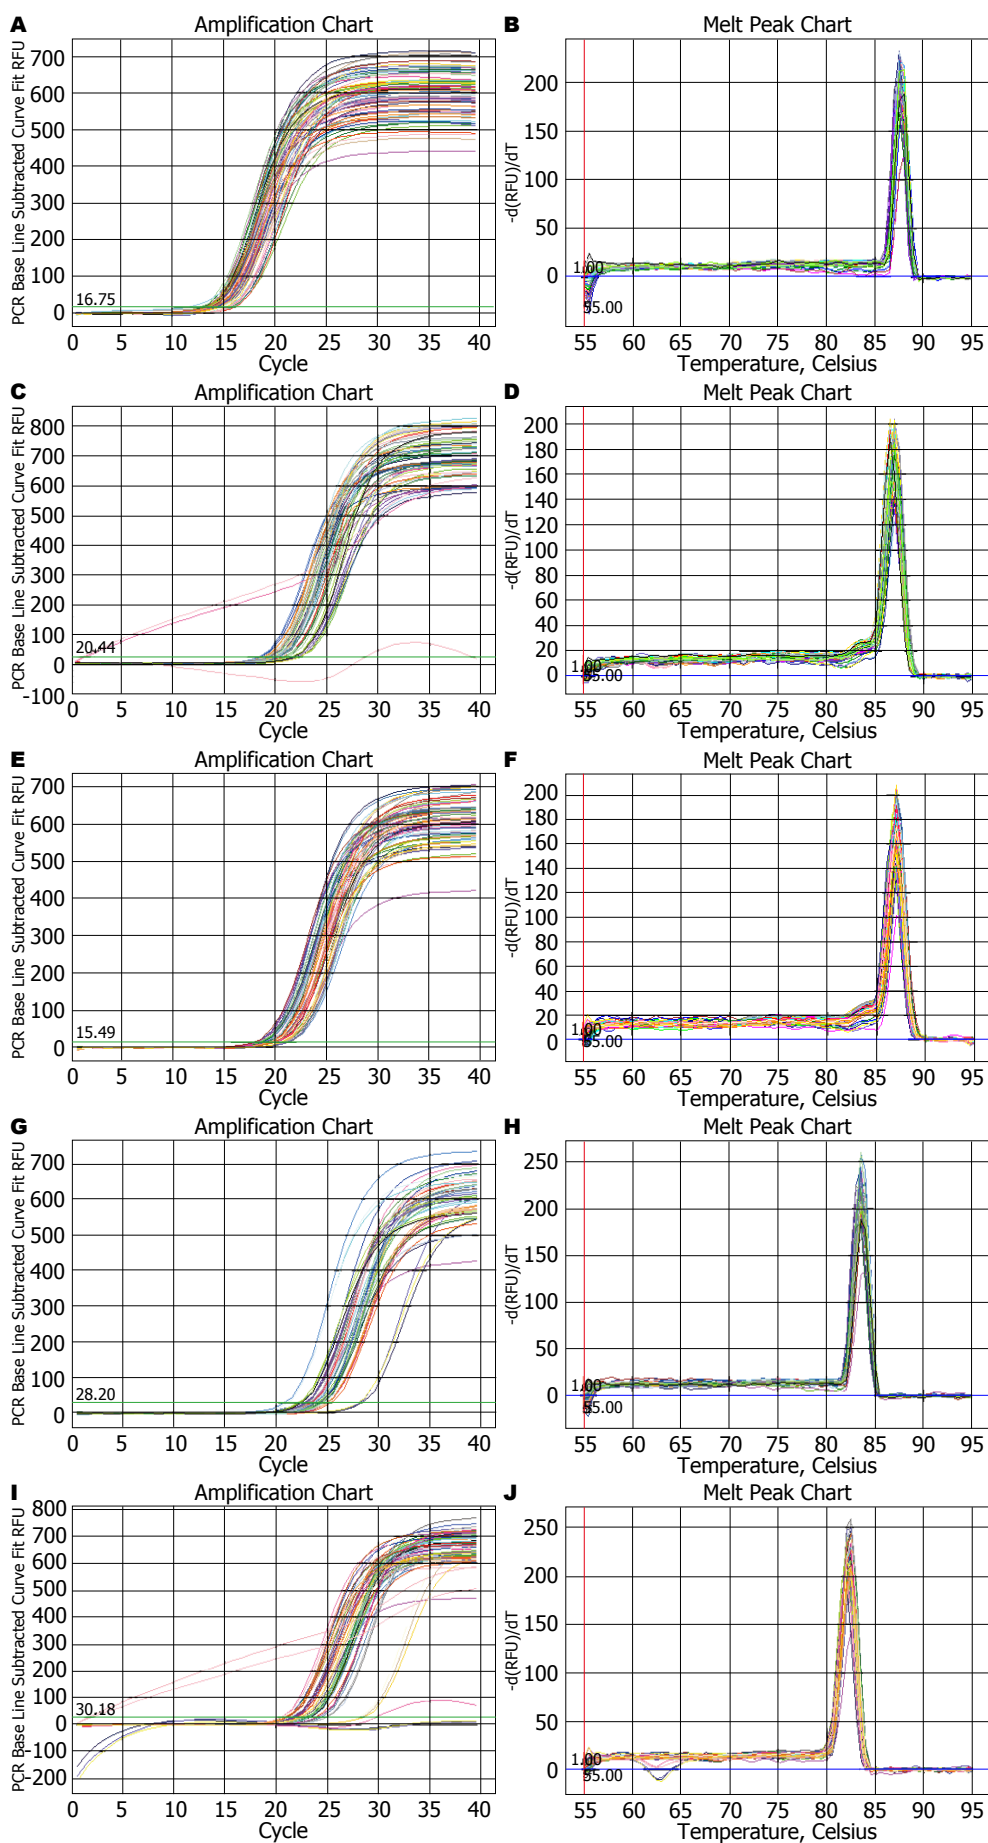 A Amplification Chart
PCR Base Line Subtracted Curve Fit RFU
700
600
500
400
300
200
100
0
16.75
0 5 10 15 20 25 30 35 40
Cycle
B Melt Peak Chart
-d(RFU)/dT
200
150
100
50
0
1.00
55.00
55 60 65 70 75 80 85 90 95
Temperature, Celsius
C Amplification Chart
PCR Base Line Subtracted Curve Fit RFU
800
700
600
500
400
300
200
100
0
-100
20.44
0 5 10 15 20 25 30 35 40
Cycle
D Melt Peak Chart
-d(RFU)/dT
200
180
160
140
120
100
80
60
40
20
0
1.00
55.00
55 60 65 70 75 80 85 90 95
Temperature, Celsius
E Amplification Chart
PCR Base Line Subtracted Curve Fit RFU
700
600
500
400
300
200
100
0
15.49
0 5 10 15 20 25 30 35 40
Cycle
F Melt Peak Chart
-d(RFU)/dT
200
180
160
140
120
100
80
60
40
20
0
1.00
55.00
55 60 65 70 75 80 85 90 95
Temperature, Celsius
G Amplification Chart
PCR Base Line Subtracted Curve Fit RFU
700
600
500
400
300
200
100
0
28.20
0 5 10 15 20 25 30 35 40
Cycle
H Melt Peak Chart
-d(RFU)/dT
250
200
150
100
50
0
1.00
55.00
55 60 65 70 75 80 85 90 95
Temperature, Celsius
I Amplification Chart
PCR Base Line Subtracted Curve Fit RFU
800
700
600
500
400
300
200
100
0
-100
-200
30.18
0 5 10 15 20 25 30 35 40
Cycle
J Melt Peak Chart
-d(RFU)/dT
250
200
150
100
50
0
1.00
55.00
55 60 65 70 75 80 85 90 95
Temperature, Celsius